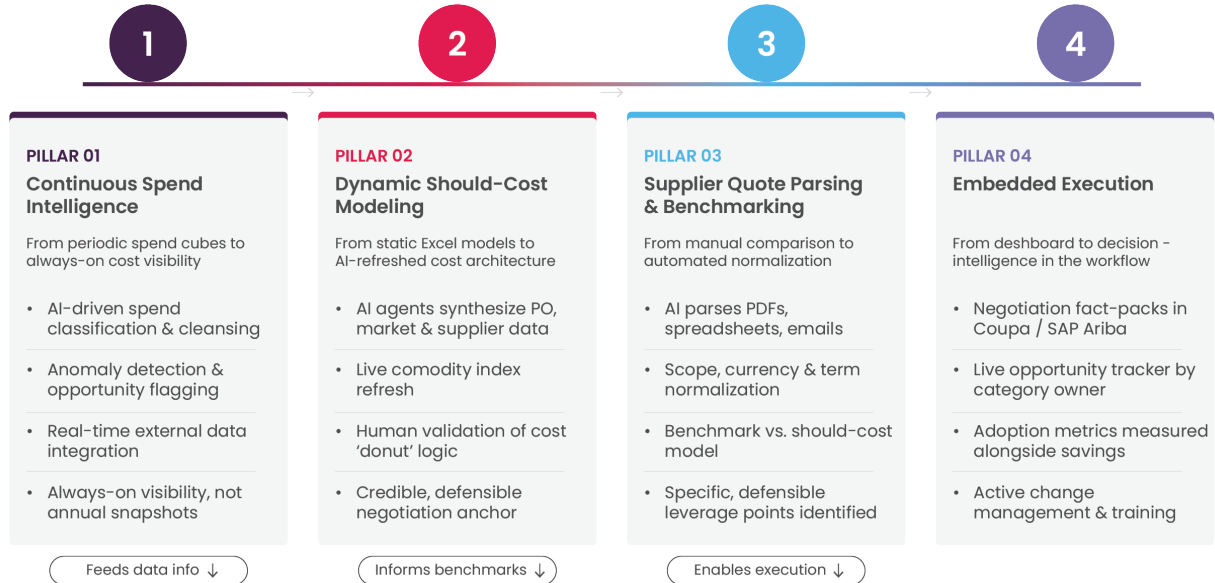 1
2
3
4
PILLAR 01
Continuous Spend
Intelligence
From periodic spend cubes to
always-on cost visibility
• AI-driven spend
classification & cleansing
• Anomaly detection &
opportunity flagging
• Real-time external data
integration
• Always-on visibility, not
annual snapshots
Feeds data info ↓
PILLAR 02
Dynamic Should-Cost
Modeling
From static Excel models to
AI-refreshed cost architecture
• AI agents synthesize PO,
market & supplier data
• Live comodity index
refresh
• Human validation of cost
‘donut’ logic
• Credible, defensible
negotiation anchor
Informs benchmarks ↓
PILLAR 03
Supplier Quote Parsing
& Benchmarking
From manual comparison to
automated normalization
• AI parses PDFs,
spreadsheets, emails
• Scope, currency & term
normalization
• Benchmark vs. should-cost
model
• Specific, defensible
leverage points identified
Enables execution ↓
PILLAR 04
Embedded Execution
From deshboard to decision -
intelligence in the workflow
• Negotiation fact-packs in
Coupa / SAP Ariba
• Live opportunity tracker by
category owner
• Adoption metrics measured
alongside savings
• Active change
management & training